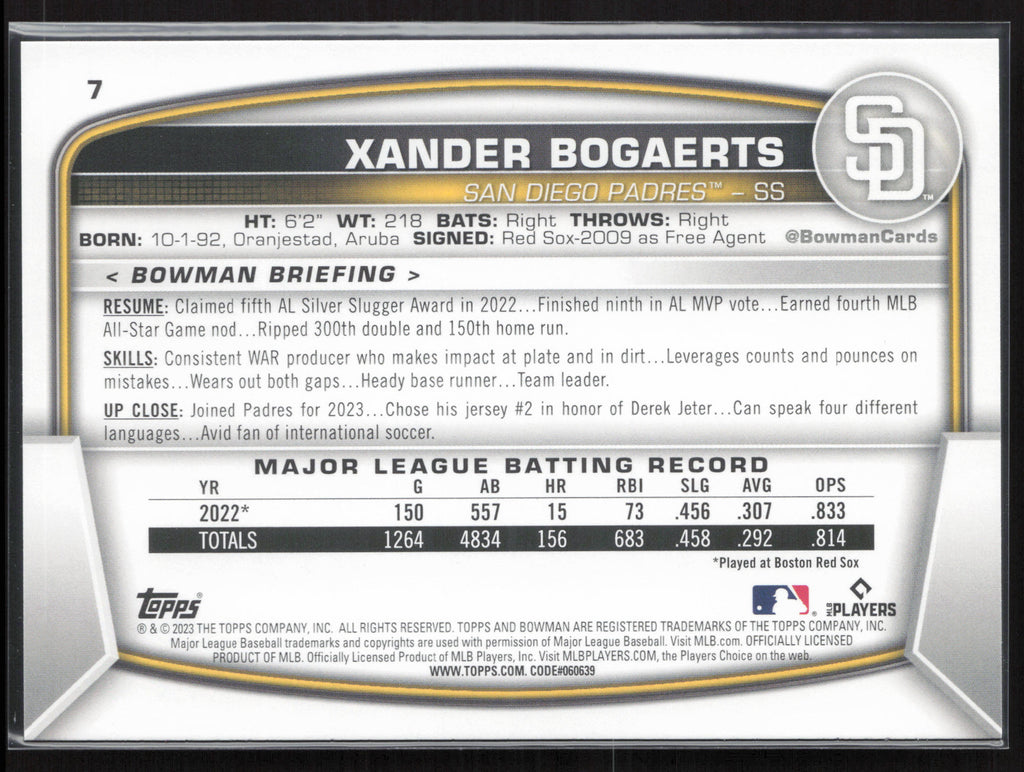 7
SD™
XANDER BOGAERTS
SAN DIEGO PADRES™ – SS
HT: 6'2" WT: 218 BATS: Right THROWS: Right
BORN: 10-1-92, Oranjestad, Aruba SIGNED: Red Sox-2009 as Free Agent @BowmanCards
< BOWMAN BRIEFING >
RESUME: Claimed fifth AL Silver Slugger Award in 2022...Finished ninth in AL MVP vote...Earned fourth MLB
All-Star Game nod...Ripped 300th double and 150th home run.
SKILLS: Consistent WAR producer who makes impact at plate and in dirt...Leverages counts and pounces on
mistakes...Wears out both gaps...Heady base runner...Team leader.
UP CLOSE: Joined Padres for 2023...Chose his jersey #2 in honor of Derek Jeter...Can speak four different
languages...Avid fan of international soccer.
MAJOR LEAGUE BATTING RECORD
YR G AB HR RBI SLG AVG OPS
2022* 150 557 15 73 .456 .307 .833
TOTALS 1264 4834 156 683 .458 .292 .814
*Played at Boston Red Sox
Topps® ® MLB PLAYERS
® & © 2023 THE TOPPS COMPANY, INC. ALL RIGHTS RESERVED. TOPPS AND BOWMAN ARE REGISTERED TRADEMARKS OF THE TOPPS COMPANY, INC.
Major League Baseball trademarks and copyrights are used with permission of Major League Baseball. Visit MLB.com. OFFICIALLY LICENSED
PRODUCT OF MLB. Officially Licensed Product of MLB Players, Inc. Visit MLBPLAYERS.COM, the Players Choice on the web.
WWW.TOPPS.COM. CODE#060639